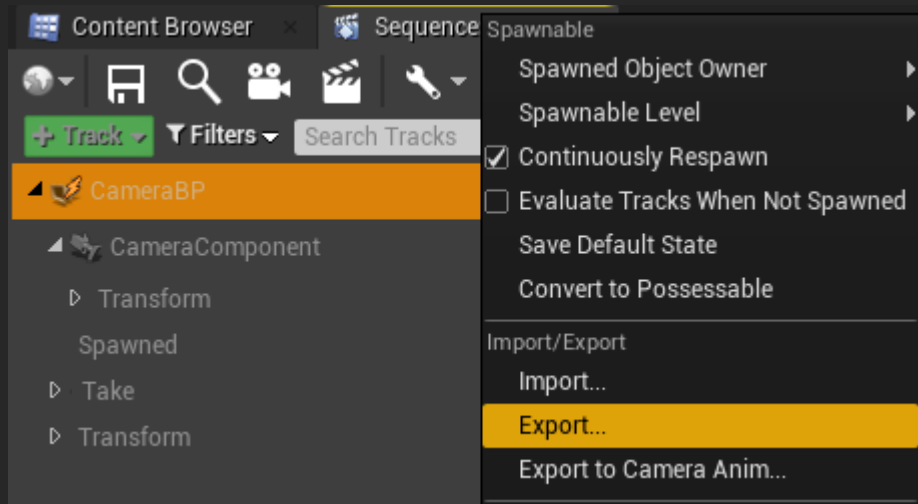 Content Browser
Sequence
Track
Filters
Search Tracks
CameraBP
CameraComponent
Transform
Spawned
Take
Transform
Spawnable
Spawned Object Owner
Spawnable Level
Continuously Respawn
Evaluate Tracks When Not Spawned
Save Default State
Convert to Possessable
Import/Export
Import...
Export...
Export to Camera Anim...